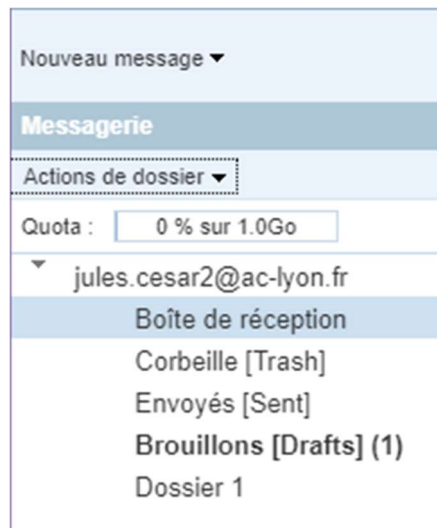 Nouveau message
Messagerie
Actions de dossier
Quota : 0 % sur 1.0Go
jules.cesar2@ac-lyon.fr
Boîte de réception
Corbeille [Trash]
Envoyés [Sent]
Brouillons [Drafts] (1)
Dossier 1